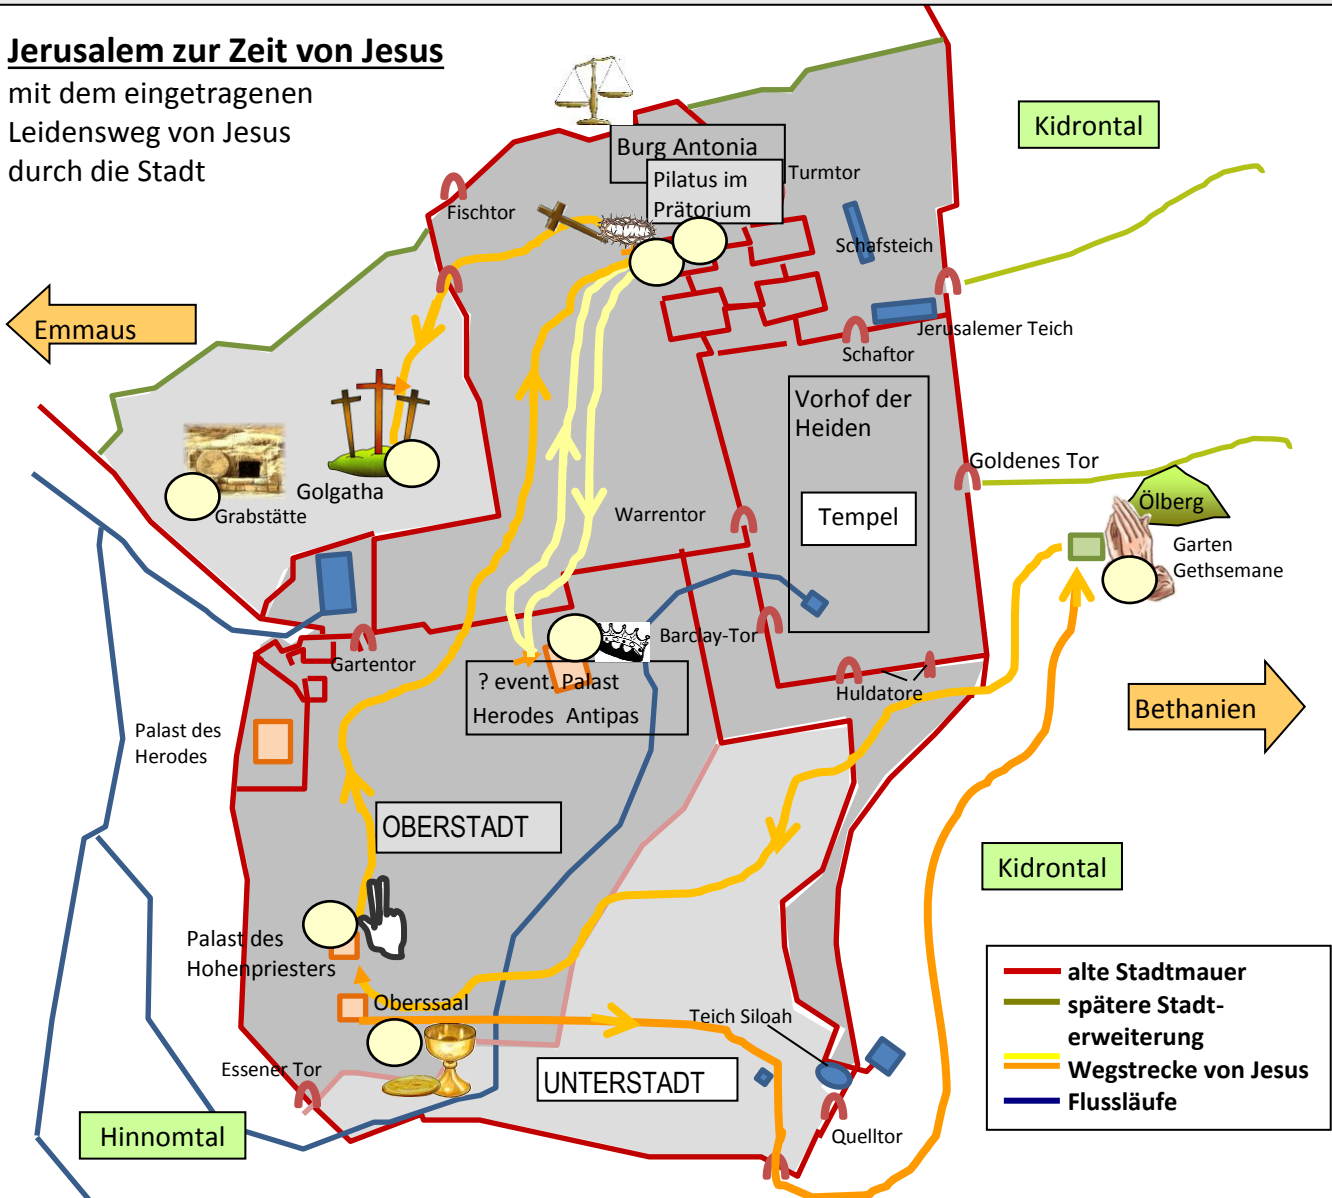 Jerusalem zur Zeit von Jesus
mit dem eingetragenen
Leidensweg von Jesus
durch die Stadt
Kidrontal
Burg Antonia
Pilatus im
Prätorium
Turmtor
Fischtor
Schafsteich
Emmaus
Jerusalemer Teich
Schaftor
Vorhof der
Heiden
Goldenes Tor
Golgatha
Grabstätte
Warrentor
Tempel
Ölberg
Garten
Gethsemane
Gartentor
Barclay-Tor
? event. Palast
Herodes Antipas
Huldatore
Bethanien
Palast des
Herodes
OBERSTADT
Kidrontal
Palast des
Hohenpriesters
Oberssaal
Teich Siloah
Essener Tor
UNTERSTADT
Hinnomtal
Quelltor
alte Stadtmauer
spätere Stadt-
erweiterung
Wegstrecke von Jesus
Flussläufe